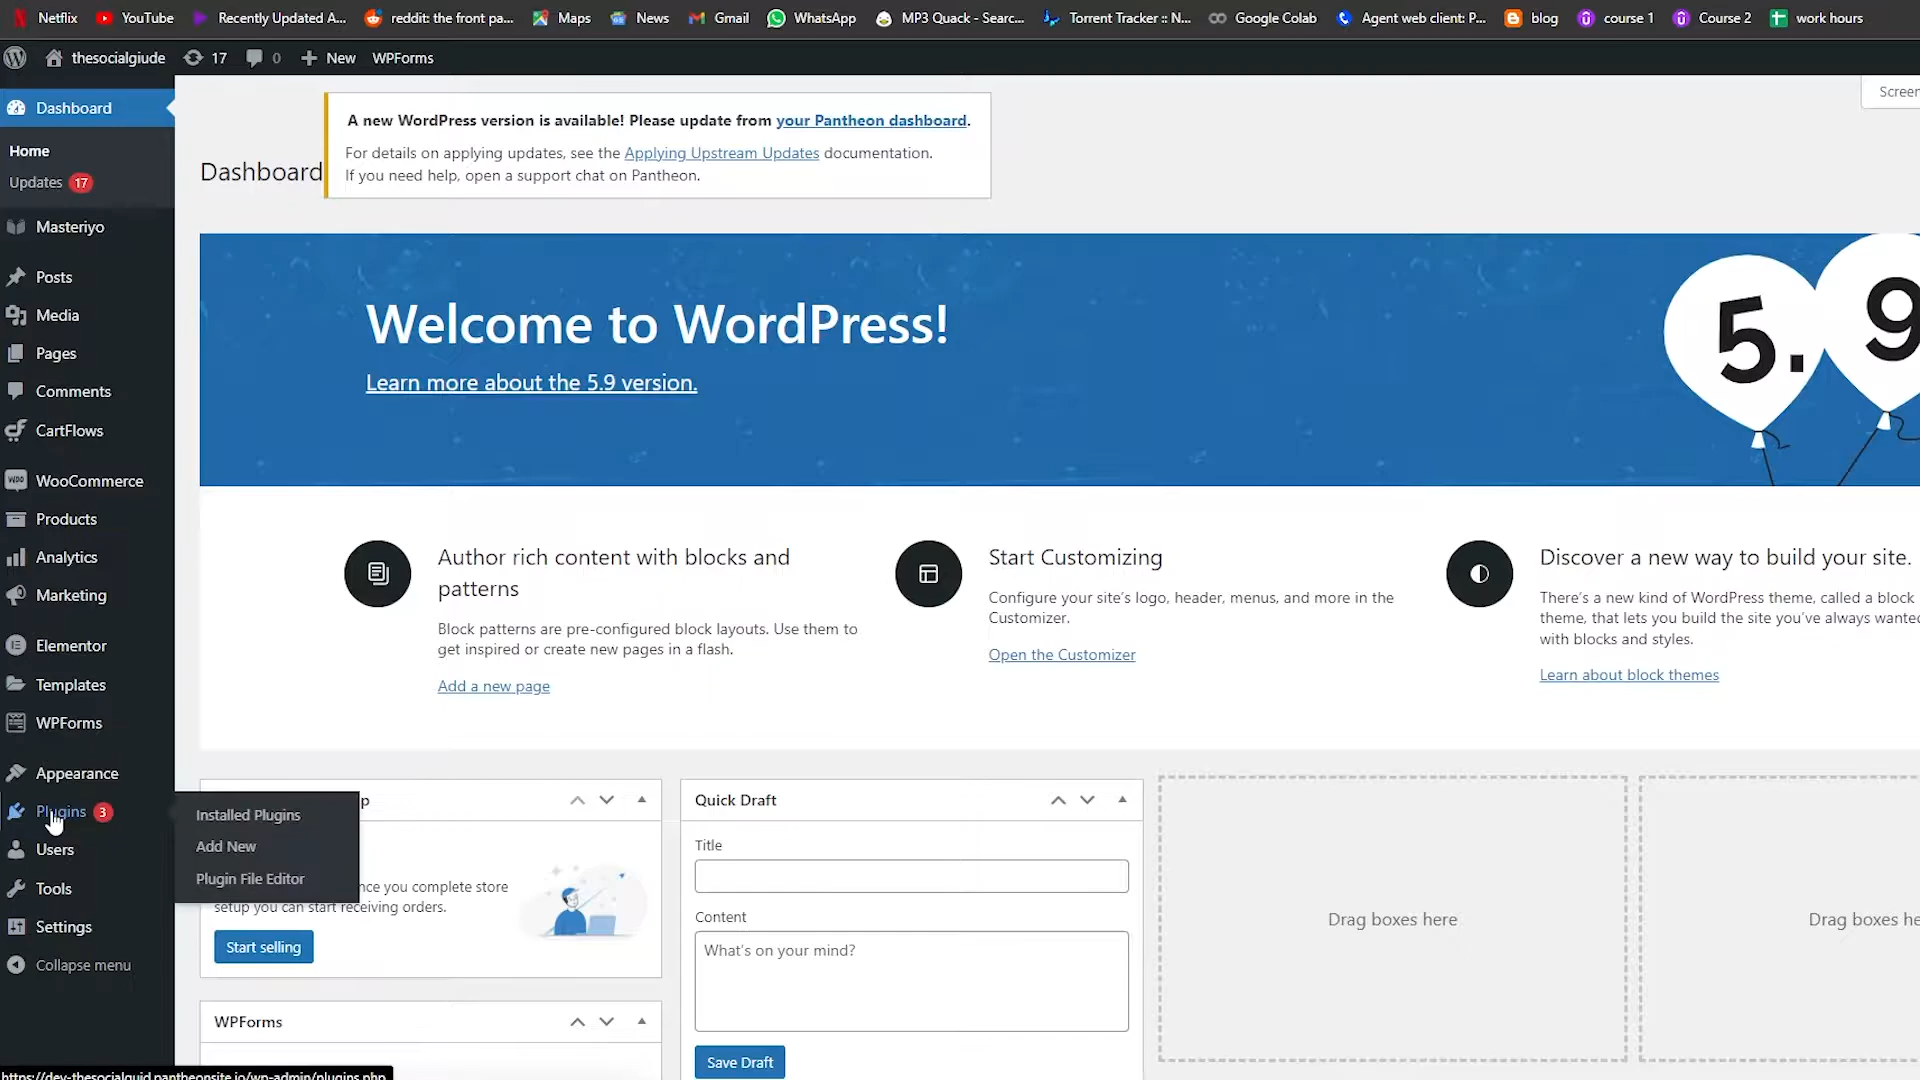 Netflix YouTube Recently Updated A... reddit: the front pa... Maps News Gmail WhatsApp MP3 Quack - Searc... Torrent Tracker :: N... Google Colab Agent web client: P... blog course 1 Course 2 work hours
thesocialgiude 17 0 New WPForms
Screen
Dashboard
Home
Updates 17
Masteriyo
Posts
Media
Pages
Comments
CartFlows
WooCommerce
Products
Analytics
Marketing
Elementor
Templates
WPForms
Appearance
Plugins 3
Users
Tools
Settings
Collapse menu
Installed Plugins
Add New
Plugin File Editor
Dashboard
A new WordPress version is available! Please update from your Pantheon dashboard.
For details on applying updates, see the Applying Upstream Updates documentation.
If you need help, open a support chat on Pantheon.
Welcome to WordPress!
Learn more about the 5.9 version.
5.9
Author rich content with blocks and
patterns
Block patterns are pre-configured block layouts. Use them to
get inspired or create new pages in a flash.
Add a new page
Start Customizing
Configure your site's logo, header, menus, and more in the
Customizer.
Open the Customizer
Discover a new way to build your site.
There's a new kind of WordPress theme, called a block
theme, that lets you build the site you've always wanted
with blocks and styles.
Learn about block themes
p
nce you complete store
setup you can start receiving orders.
Start selling
WPForms
Quick Draft
Title
Content
What's on your mind?
Save Draft
Drag boxes here
Drag boxes he
https://dev-thesocialguid.pantheonsite.io/wp-admin/plugins.php